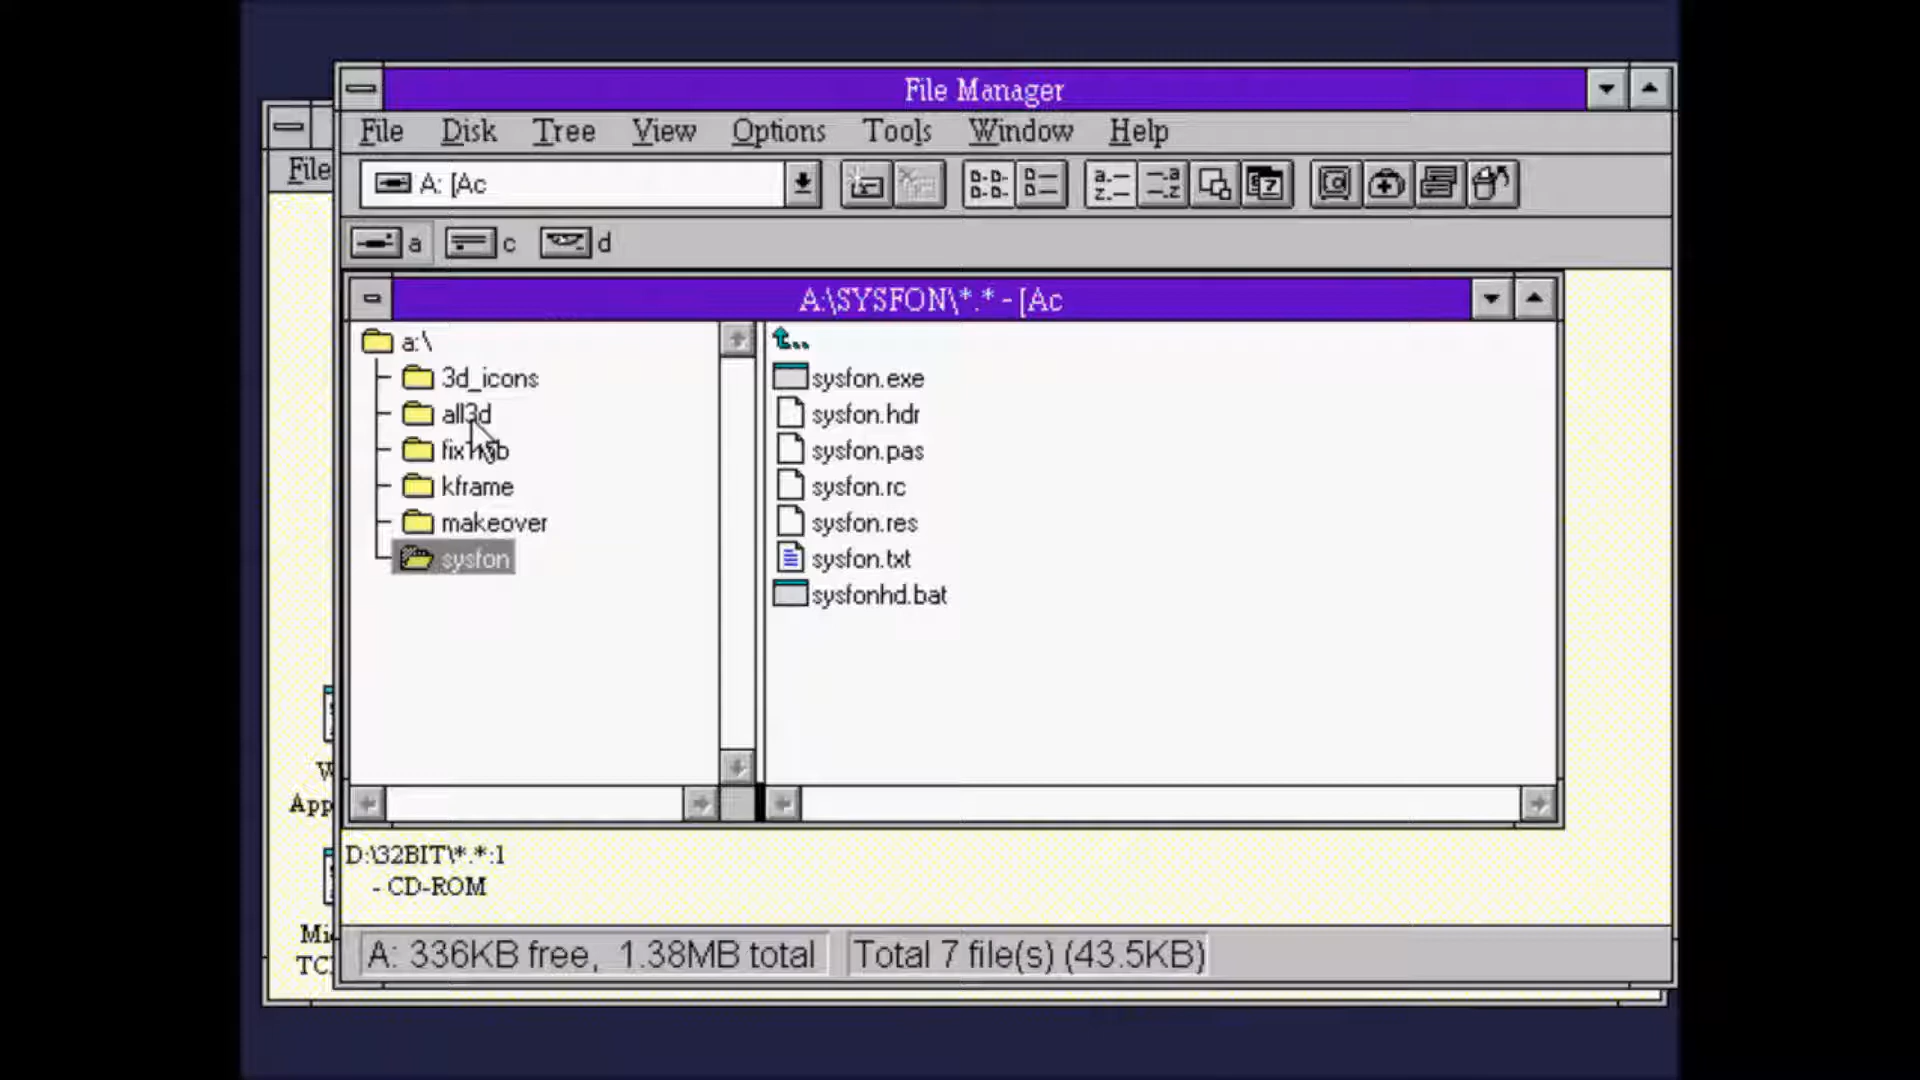 File Manager
File Disk Tree View Options Tools Window Help
File
A: [Ac
a c d
A:\SYSFON\*.* - [Ac
a:\
3d_icons
all3d
kframe
makeover
sysfon
..
sysfon.exe
sysfon.hdr
sysfon.pas
sysfon.rc
sysfon.res
sysfon.txt
sysfonhd.bat
App
D:\32BIT\*.*:1
- CD-ROM
A: 336KB free, 1.38MB total
Total 7 file(s) (43.5KB)